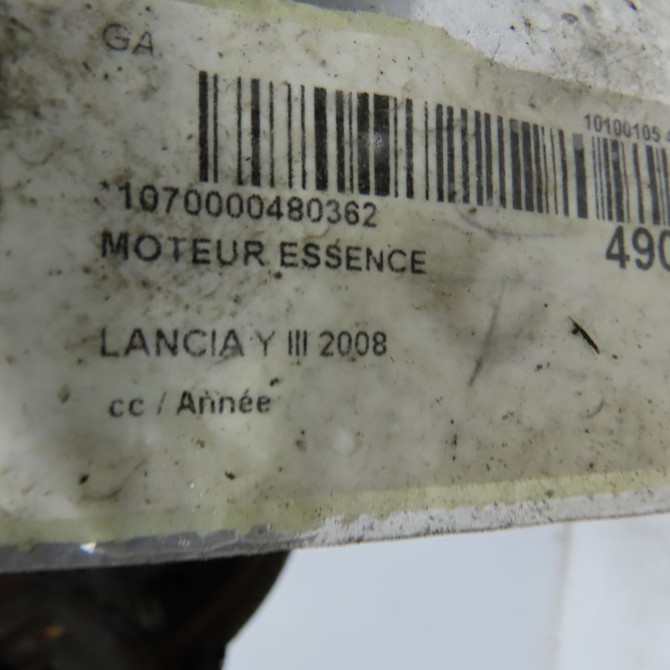 GA
10100105
*1070000480362
MOTEUR ESSENCE
490
LANCIA Y III 2008
cc / Année